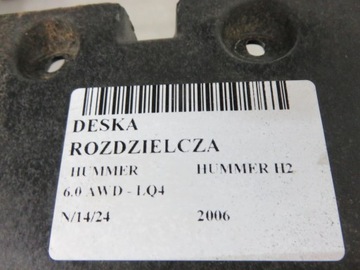 DESKA
ROZDZIELCZA
HUMMER HUMMER H2
6.0 AWD - LQ4
N/14/24 2006